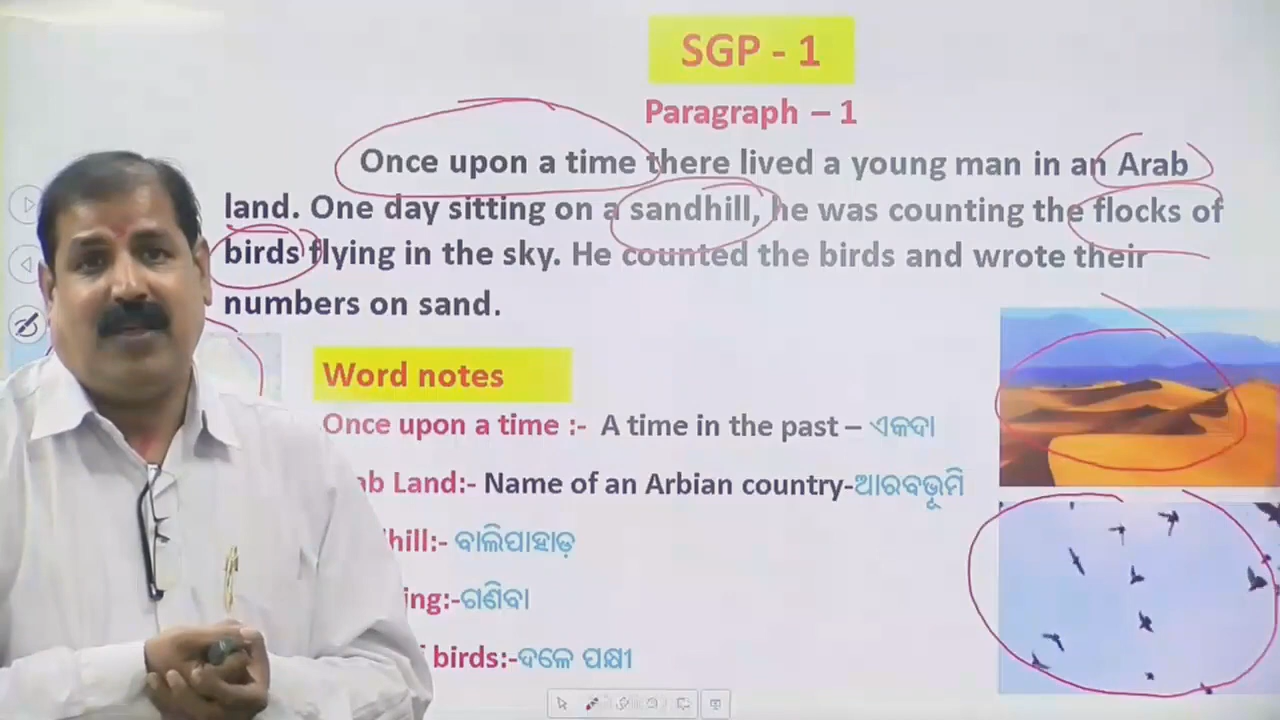 SGP - 1
Paragraph – 1
Once upon a time there lived a young man in an Arab
land. One day sitting on a sandhill, he was counting the flocks of
birds flying in the sky. He counted the birds and wrote their
numbers on sand.
Word notes
Once upon a time :- A time in the past – ଏକଦା
Land:- Name of an Arbian country-ଆରବଭୂମି
ବାଲିପାହାଡ଼
ଗଣିବା
birds:-ଦଳେ ପକ୍ଷୀ